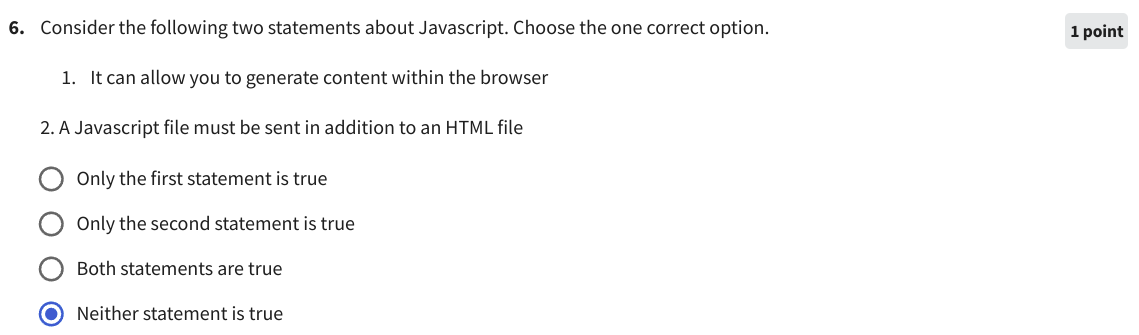 6. Consider the following two statements about Javascript. Choose the one correct option.
1 point
1. It can allow you to generate content within the browser
2. A Javascript file must be sent in addition to an HTML file
Only the first statement is true
Only the second statement is true
Both statements are true
Neither statement is true